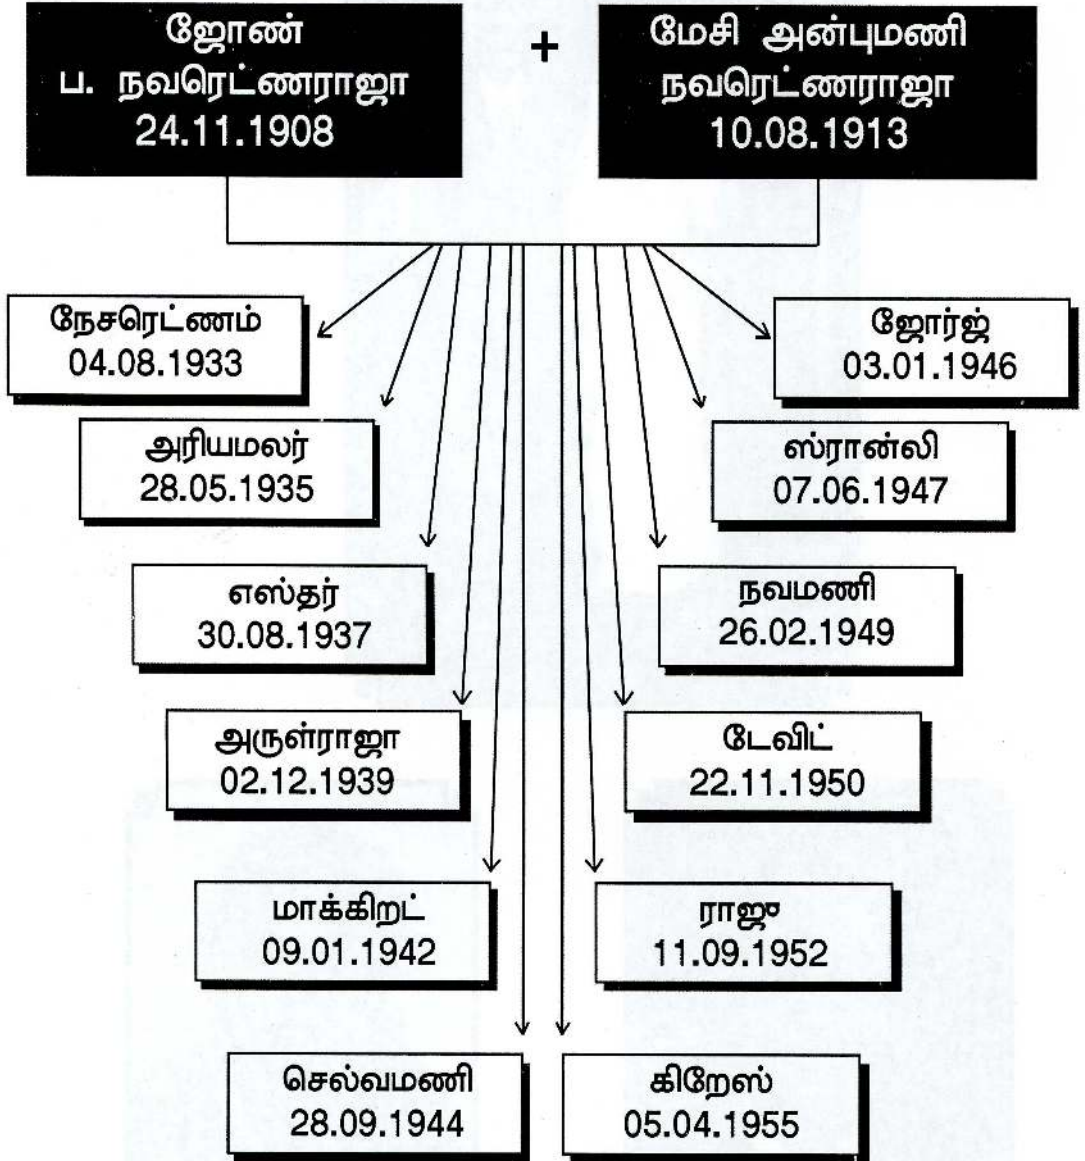 ஜோண்
ப. நவரெட்ணராஜா
24.11.1908
+
மேசி அன்புமணி
நவரெட்ணராஜா
10.08.1913
நேசரெட்ணம்
04.08.1933
அரியமலர்
28.05.1935
எஸ்தர்
30.08.1937
அருள்ராஜா
02.12.1939
மாக்கிறட்
09.01.1942
செல்வமணி
28.09.1944
ஜோர்ஜ்
03.01.1946
ஸ்ரான்லி
07.06.1947
நவமணி
26.02.1949
டேவிட்
22.11.1950
ராஜு
11.09.1952
கிறேஸ்
05.04.1955